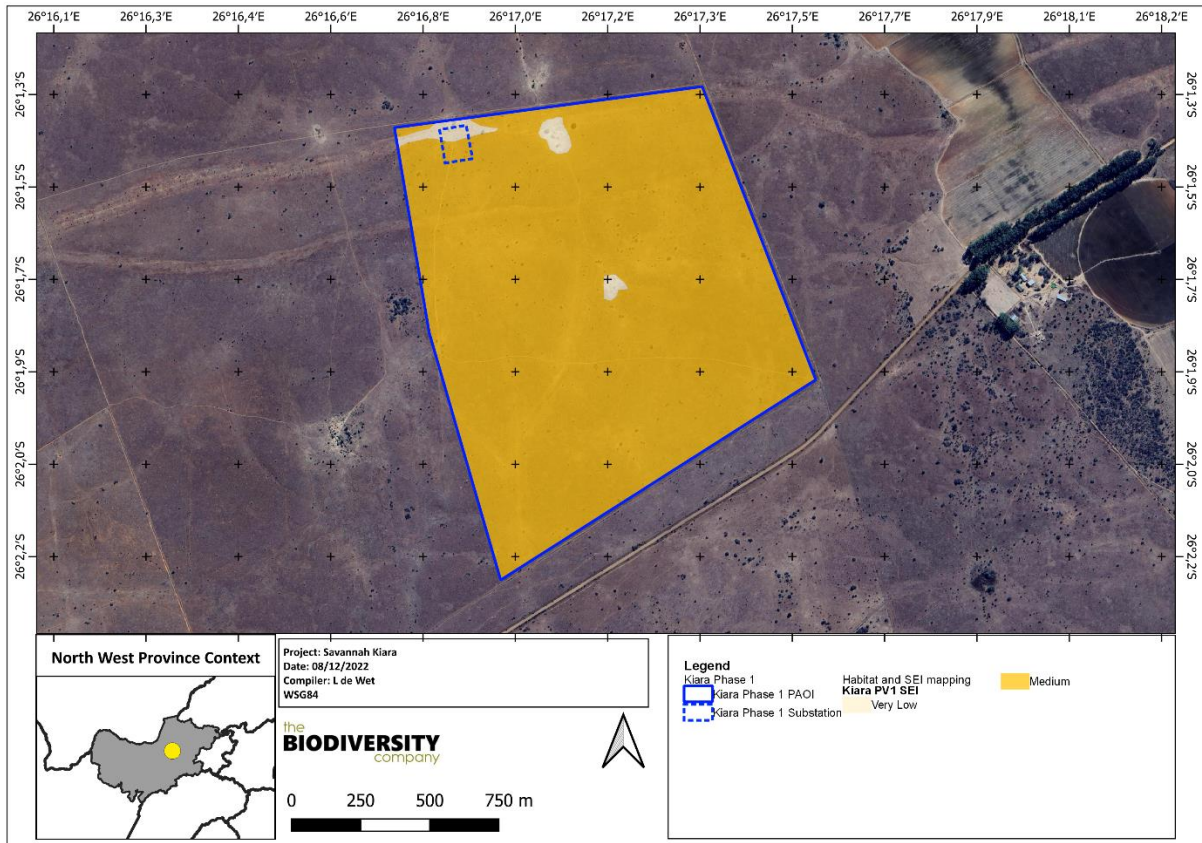 26°16,1'E 26°16,3'E 26°16,4'E 26°16,6'E 26°16,8'E 26°17,0'E 26°17,2'E 26°17,3'E 26°17,5'E 26°17,7'E 26°17,9'E 26°18,1'E 26°18,2'E
26°1,3'S 26°1,3'S
26°1,5'S 26°1,5'S
26°1,7'S 26°1,7'S
26°1,9'S 26°1,9'S
26°2,0'S 26°2,0'S
26°2,2'S 26°2,2'S
North West Province Context
Project: Savannah Kiara
Date: 08/12/2022
Compiler: L de Wet
WSG84
the
BIODIVERSITY
company
0 250 500 750 m
Legend
Kiara Phase 1
Kiara Phase 1 PAOI
Kiara Phase 1 Substation
Habitat and SEI mapping
Kiara PV1 SEI
Very Low
Medium